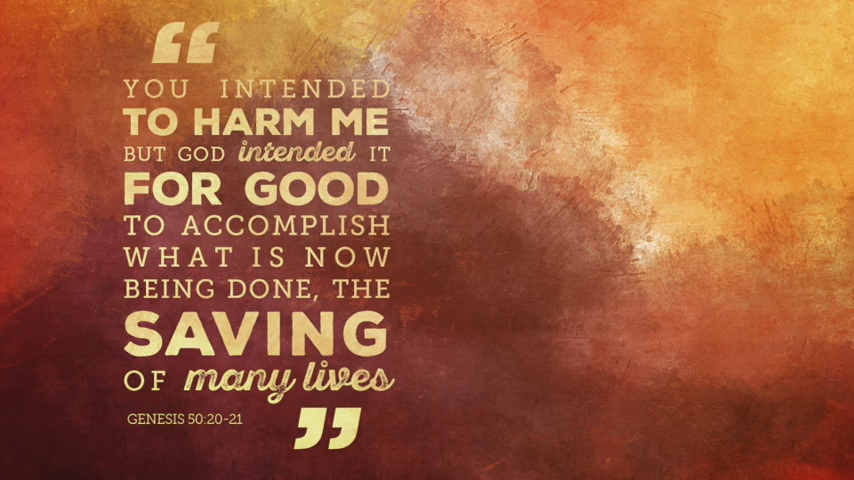 “
YOU INTENDED
TO HARM ME
BUT GOD intended IT
FOR GOOD
TO ACCOMPLISH
WHAT IS NOW
BEING DONE, THE
SAVING
OF many lives
GENESIS 50:20-21
”